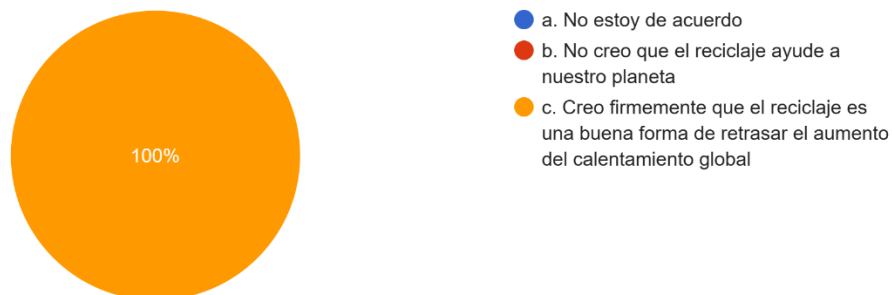 100%
a. No estoy de acuerdo
b. No creo que el reciclaje ayude a
nuestro planeta
c. Creo firmemente que el reciclaje es
una buena forma de retrasar el aumento
del calentamiento global